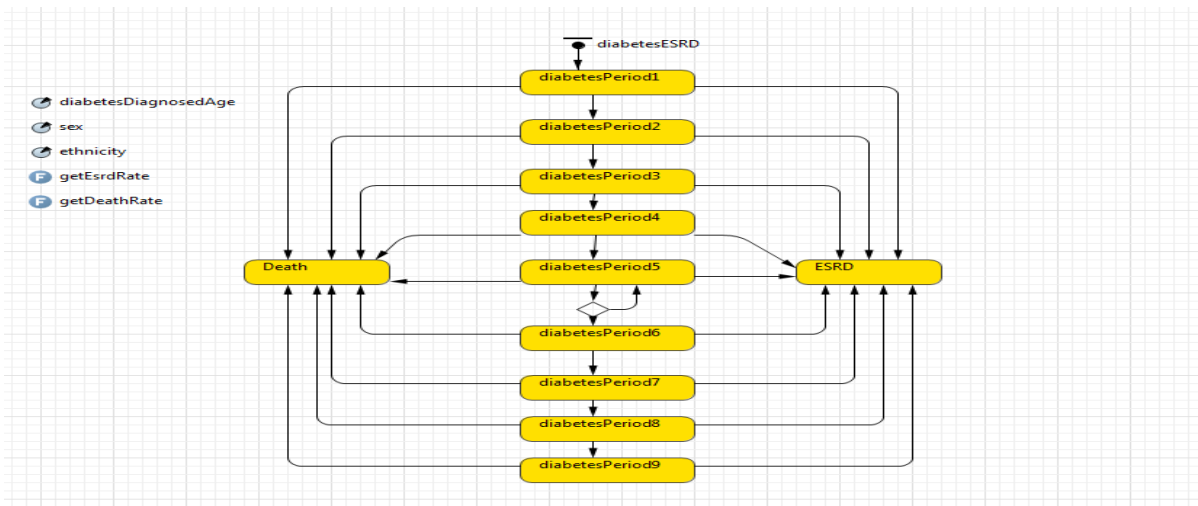 diabetesESRD
diabetesPeriod1
diabetesDiagnosedAge
sex
ethnicity
F getEsrdRate
F getDeathRate
diabetesPeriod2
diabetesPeriod3
diabetesPeriod4
Death
diabetesPeriod5
ESRD
diabetesPeriod6
diabetesPeriod7
diabetesPeriod8
diabetesPeriod9